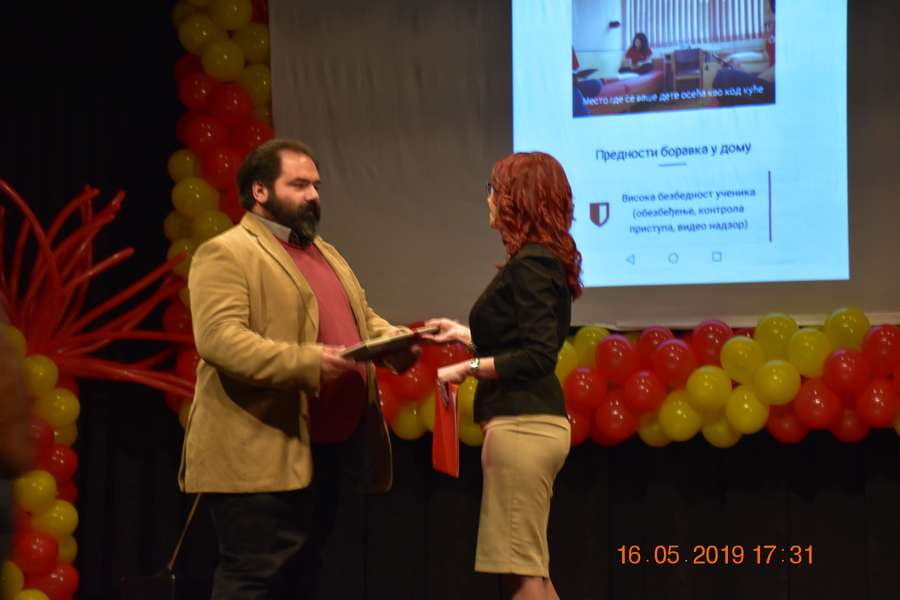 Место где се ваше дете осећа као код куће
Предности боравка у дому
Висока безбедност ученика
(обезбеђење, контрола
приступа, видео надзор)
16.05.2019 17:31